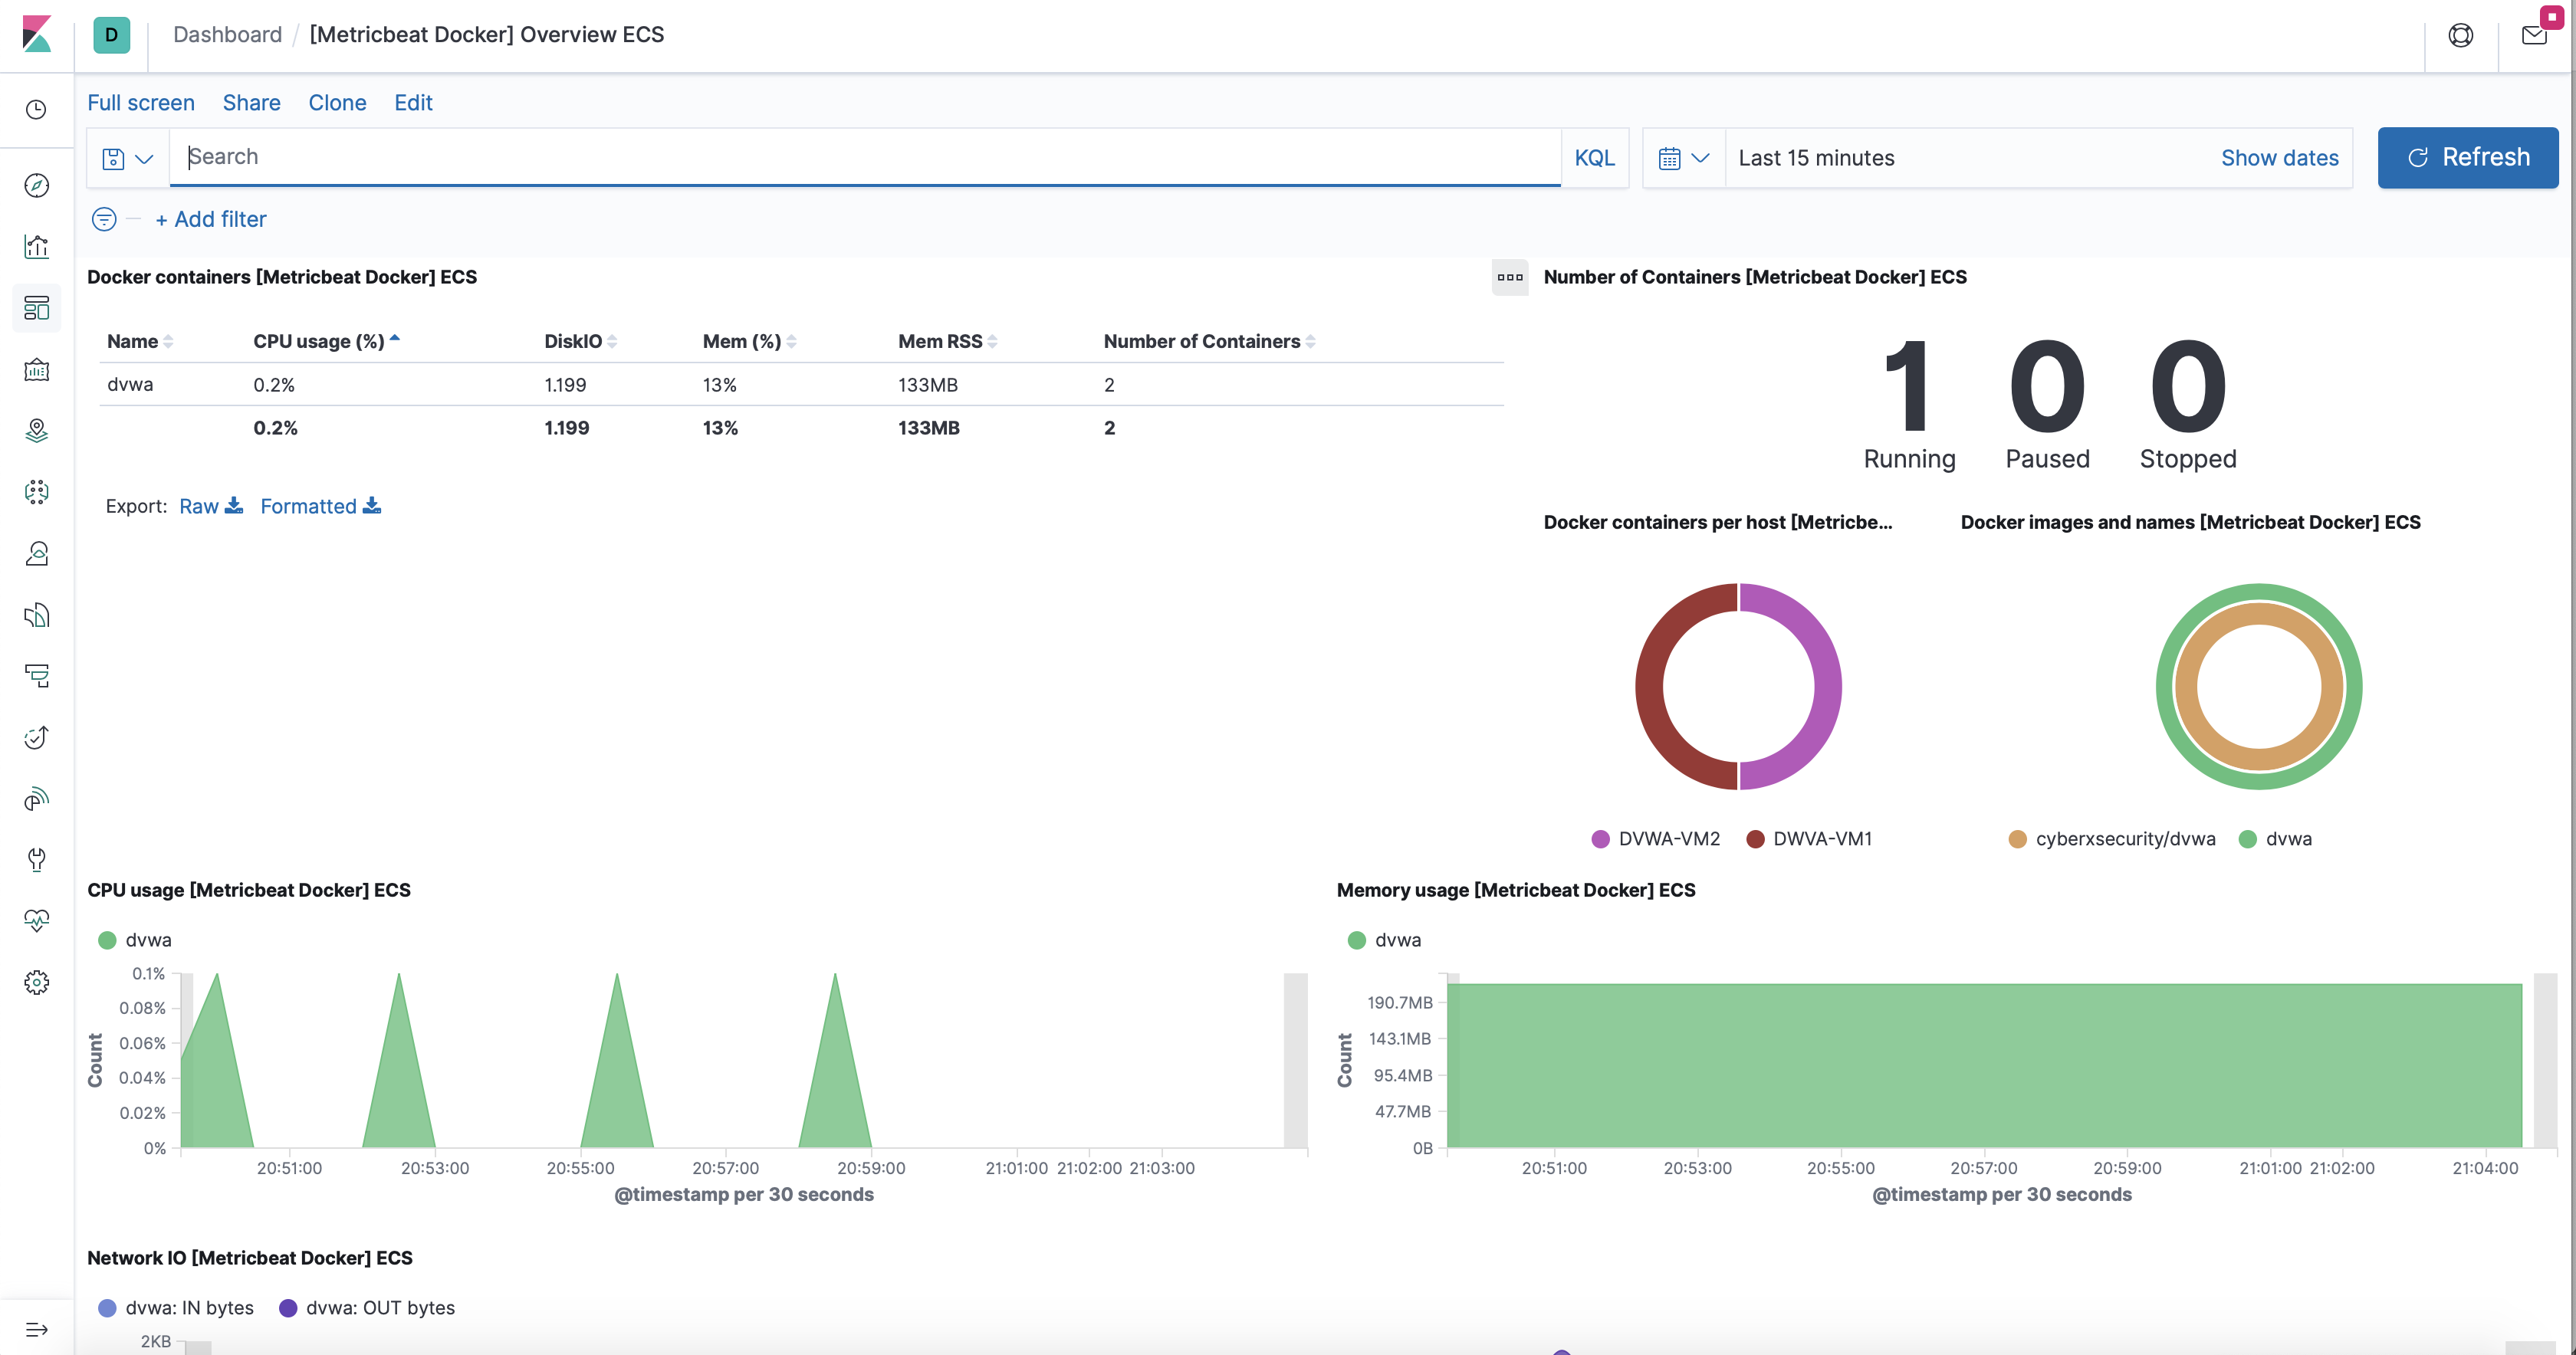 D Dashboard / [Metricbeat Docker] Overview ECS
Full screen Share Clone Edit
Search KQL Last 15 minutes Show dates Refresh
+ Add filter
Docker containers [Metricbeat Docker] ECS
Name CPU usage (%) DiskIO Mem (%) Mem RSS Number of Containers
dvwa 0.2% 1.199 13% 133MB 2
0.2% 1.199 13% 133MB 2
Export: Raw Formatted
Number of Containers [Metricbeat Docker] ECS
1 0 0
Running Paused Stopped
Docker containers per host [Metricbe...
DVWA-VM2 DWVA-VM1
Docker images and names [Metricbeat Docker] ECS
cyberxsecurity/dvwa dvwa
CPU usage [Metricbeat Docker] ECS
dvwa
0.1%
0.08%
0.06%
0.04%
0.02%
0%
Count
20:51:00 20:53:00 20:55:00 20:57:00 20:59:00 21:01:00 21:02:00 21:03:00
@timestamp per 30 seconds
Memory usage [Metricbeat Docker] ECS
dvwa
190.7MB
143.1MB
95.4MB
47.7MB
0B
Count
20:51:00 20:53:00 20:55:00 20:57:00 20:59:00 21:01:00 21:02:00 21:04:00
@timestamp per 30 seconds
Network IO [Metricbeat Docker] ECS
dvwa: IN bytes dvwa: OUT bytes
2KB